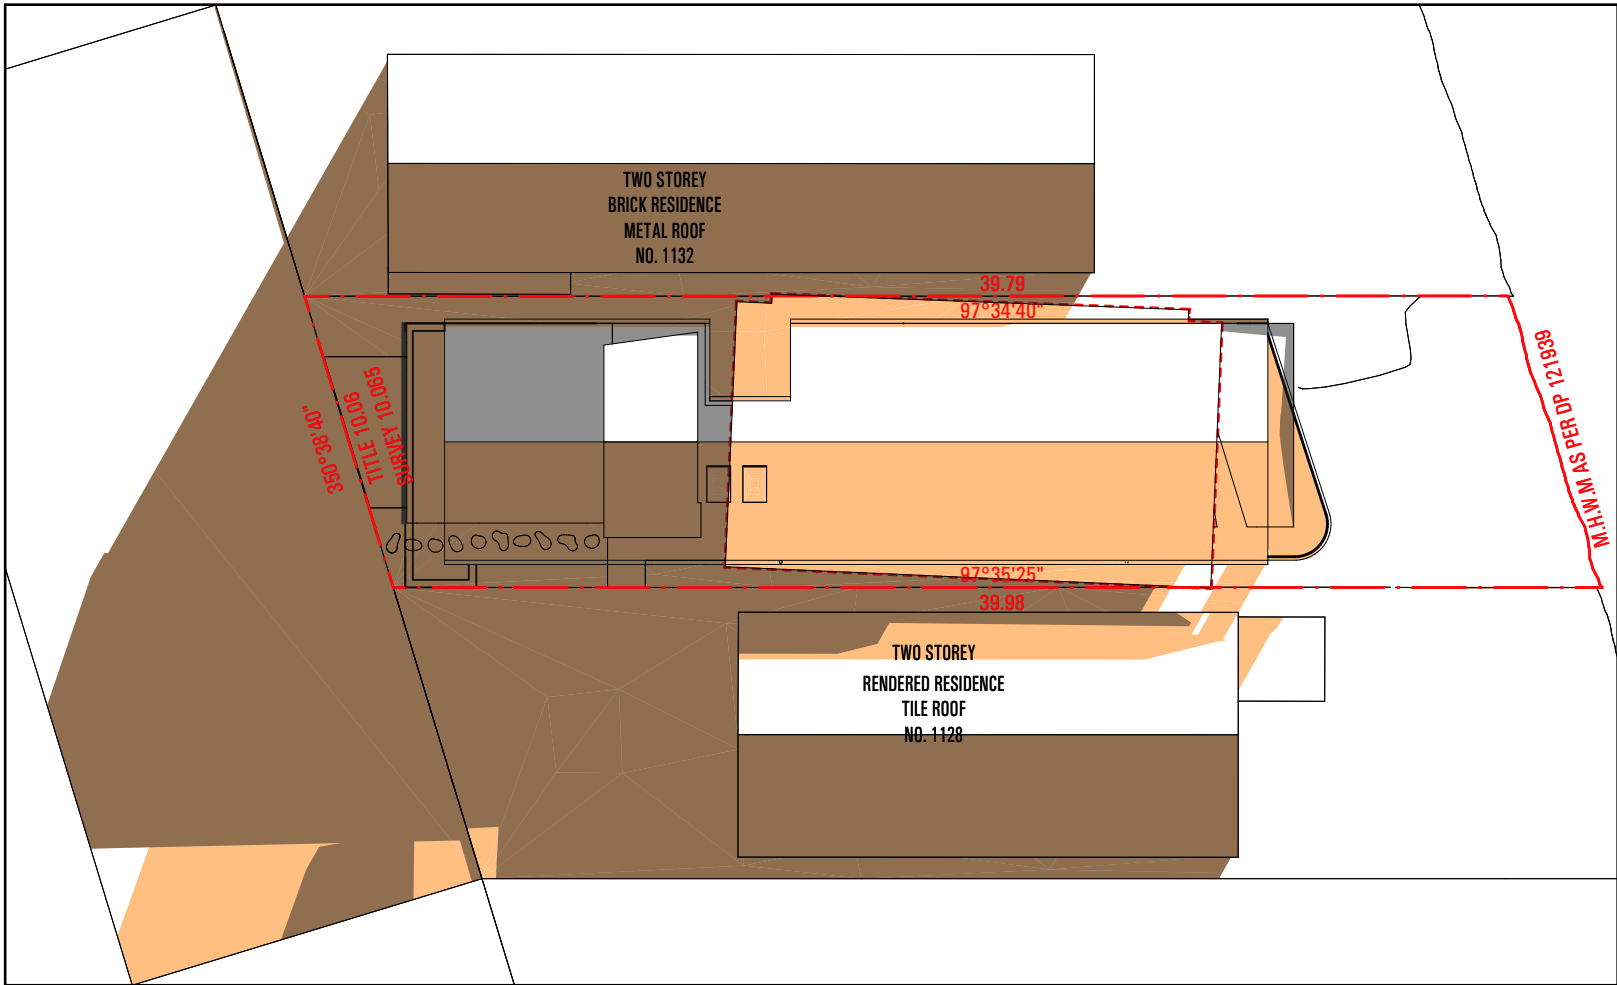 TWO STOREY
BRICK RESIDENCE
METAL ROOF
NO. 1132
39.79
97°34'40"
350°38'40"
TITLE 10.06
SURVEY 10.065
M.H.W.M AS PER DP 121939
97°35'25"
39.98
TWO STOREY
RENDERED RESIDENCE
TILE ROOF
NO. 1128